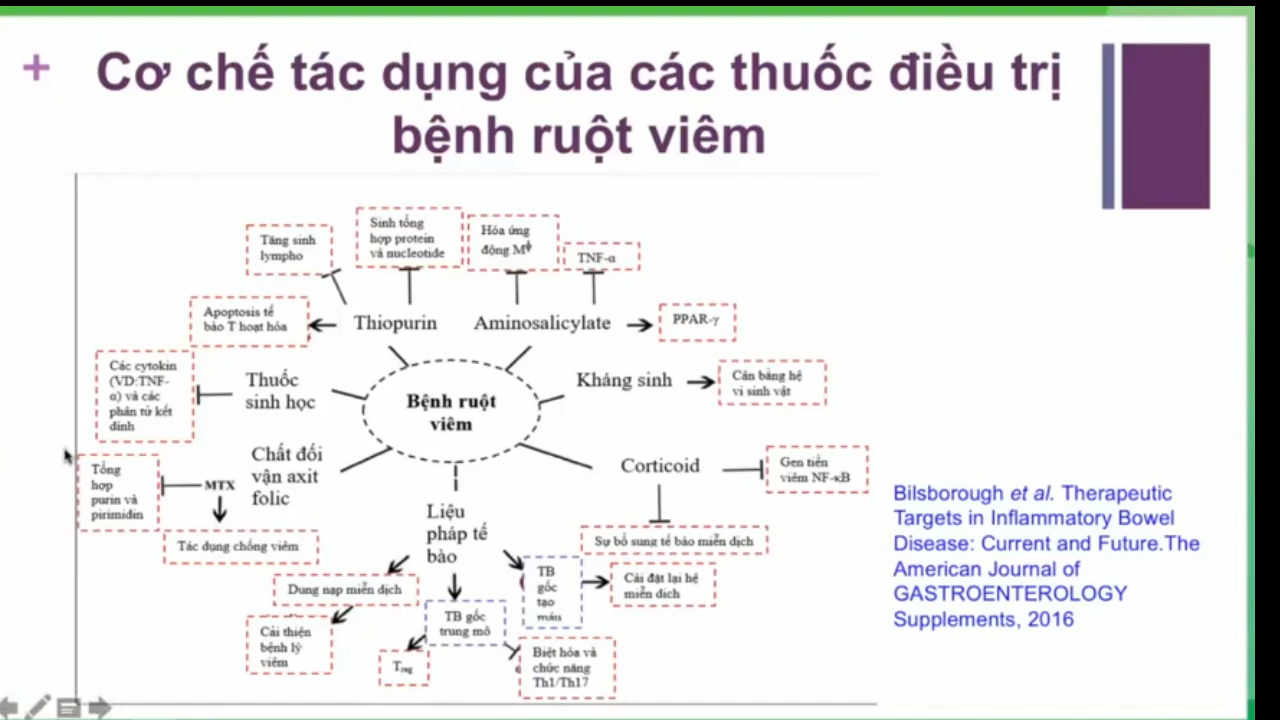 +
Cơ chế tác dụng của các thuốc điều trị
bệnh ruột viêm
Tăng sinh
lympho
Sinh tổng
hợp protein
và nucleotide
Hóa ứng
động Mɸ
TNF-α
Apoptosis tế
bào T hoạt hóa
Thiopurin
Aminosalicylate
PPAR-γ
Các cytokin
(VD:TNF-
α) và các
phân tử kết
dính
Thuốc
sinh học
Bệnh ruột
viêm
Kháng sinh
Cân bằng hệ
vi sinh vật
Tổng
hợp
purin và
pirimiđin
MTX
Chất đối
vận axit
folic
Tác dụng chống viêm
Corticoid
Gen tiền
viêm NF-κB
Sự bổ sung tế bào miễn dịch
Liệu
pháp tế
bào
Dung nạp miễn dịch
Cải thiện
bệnh lý
viêm
TB gốc
trung mô
Treg
TB
gốc
tạo
máu
Cài đặt lại hệ
miễn dịch
Biệt hóa và
chức năng
Th1/Th17
Bilsborough et al. Therapeutic
Targets in Inflammatory Bowel
Disease: Current and Future.The
American Journal of
GASTROENTEROLOGY
Supplements, 2016